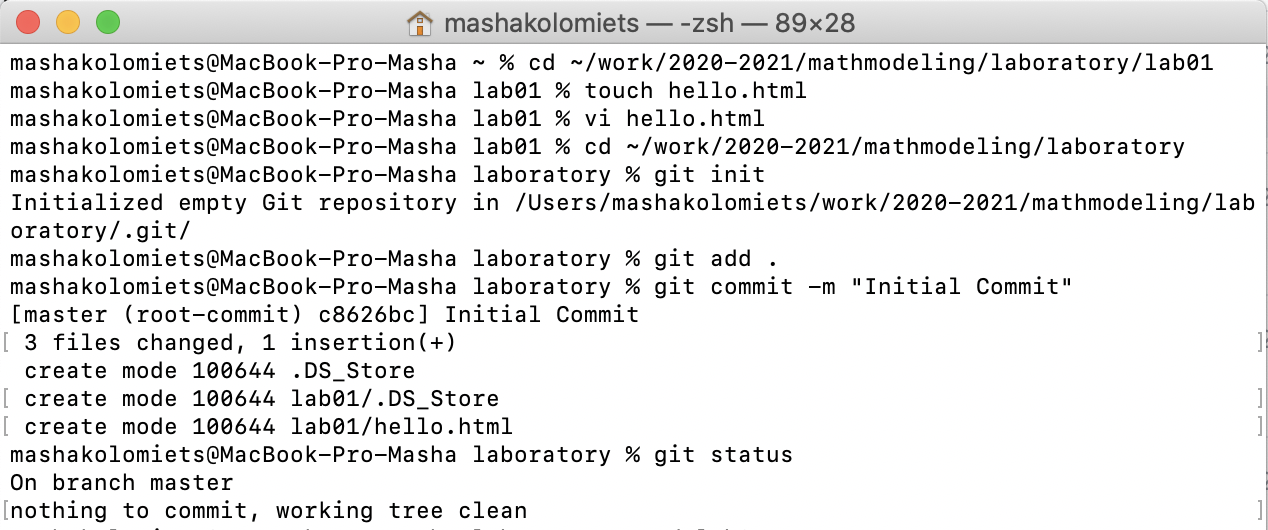 mashakolomiets — -zsh — 89×28
mashakolomiets@MacBook-Pro-Masha ~ % cd ~/work/2020-2021/mathmodeling/laboratory/lab01
mashakolomiets@MacBook-Pro-Masha lab01 % touch hello.html
mashakolomiets@MacBook-Pro-Masha lab01 % vi hello.html
mashakolomiets@MacBook-Pro-Masha lab01 % cd ~/work/2020-2021/mathmodeling/laboratory
mashakolomiets@MacBook-Pro-Masha laboratory % git init
Initialized empty Git repository in /Users/mashakolomiets/work/2020-2021/mathmodeling/lab
oratory/.git/
mashakolomiets@MacBook-Pro-Masha laboratory % git add .
mashakolomiets@MacBook-Pro-Masha laboratory % git commit -m "Initial Commit"
[master (root-commit) c8626bc] Initial Commit
[ 3 files changed, 1 insertion(+) ]
create mode 100644 .DS_Store
[ create mode 100644 lab01/.DS_Store ]
[ create mode 100644 lab01/hello.html ]
mashakolomiets@MacBook-Pro-Masha laboratory % git status
On branch master
[nothing to commit, working tree clean ]